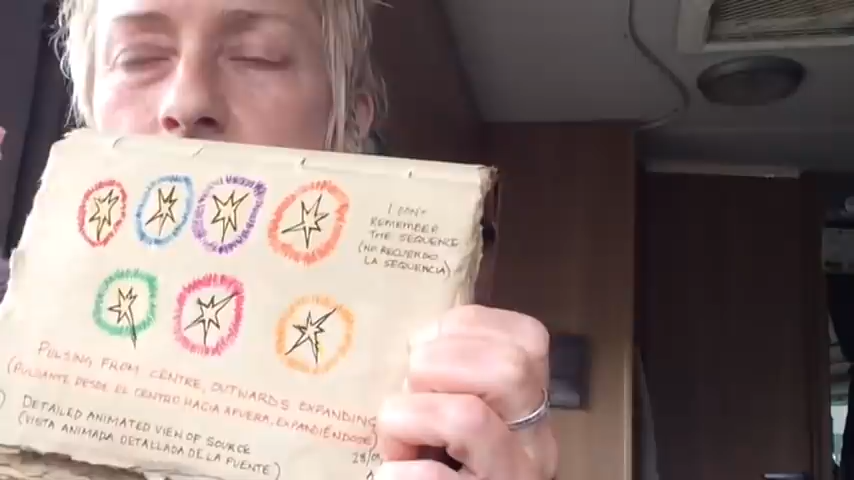 I DON'T
REMEMBER
THE SEQUENCE
(NO RECUERDO
LA SEQUENCIA)
PULSING FROM CENTRE, OUTWARDS EXPANDING
(PULSANTE DESDE EL CENTRO HACIA AFUERA, EXPANDIÉNDOSE)
DETAILED ANIMATED VIEW OF SOURCE
(VISTA ANIMADA DETALLADA DE LA FUENTE)